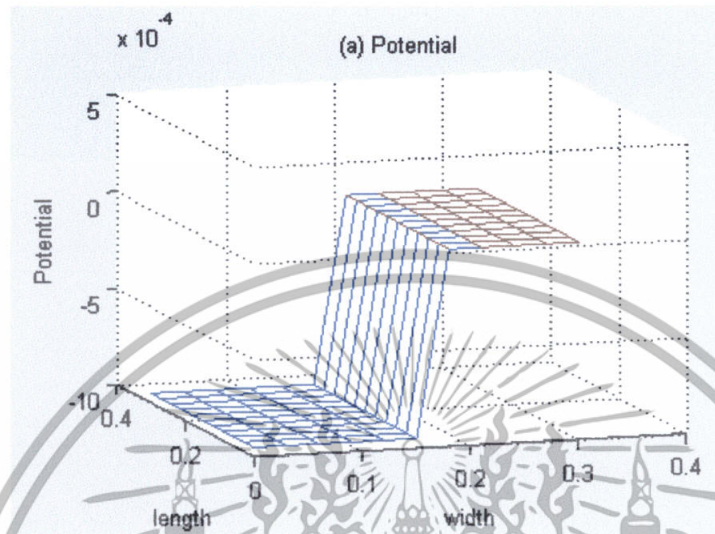 x 10⁻⁴
(a) Potential
5
0
-5
-10
Potential
0.4
0.2
0
0.1
0.2
0.3
0.4
length
width